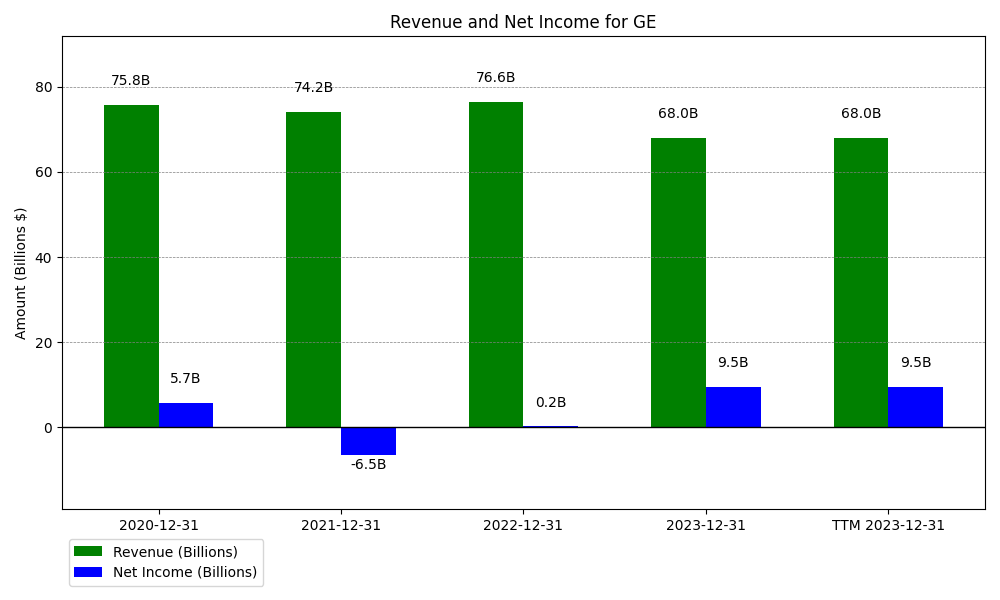 Revenue and Net Income for GE
Amount (Billions $)
80
60
40
20
0
75.8B
74.2B
76.6B
68.0B
68.0B
5.7B
-6.5B
0.2B
9.5B
9.5B
2020-12-31
2021-12-31
2022-12-31
2023-12-31
TTM 2023-12-31
Revenue (Billions)
Net Income (Billions)